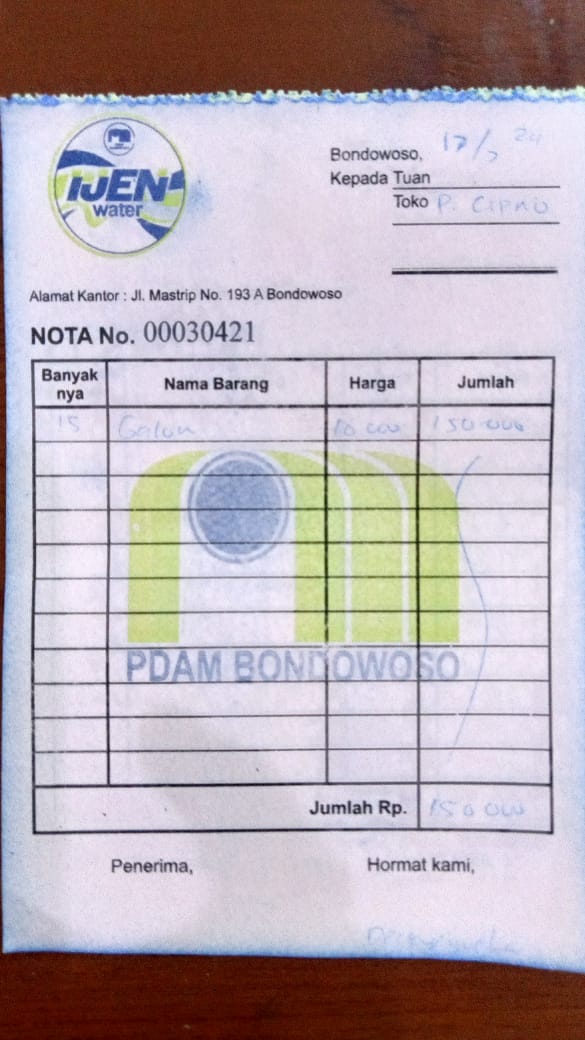 IJEN
water
Bondowoso, 17/7 24
Kepada Tuan
Toko P.
Alamat Kantor : Jl. Mastrip No. 193 A Bondowoso
NOTA No. 00030421
Banyak nya Nama Barang Harga Jumlah
15 Galon 10 000 150 000
PDAM BONDOWOSO
Jumlah Rp. 150 000
Penerima, Hormat kami,